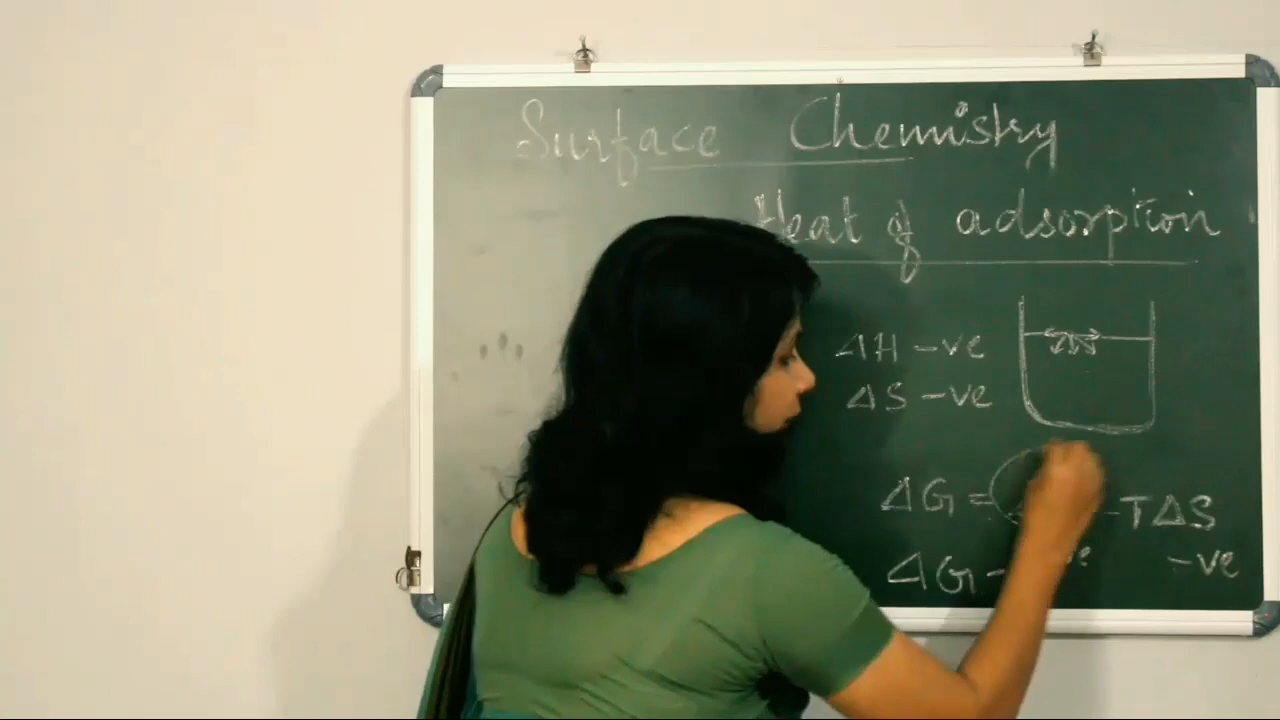 Surface Chemistry
Heat of adsorption
ΔH -ve
ΔS -ve
ΔG = -TΔS
ΔG - -ve